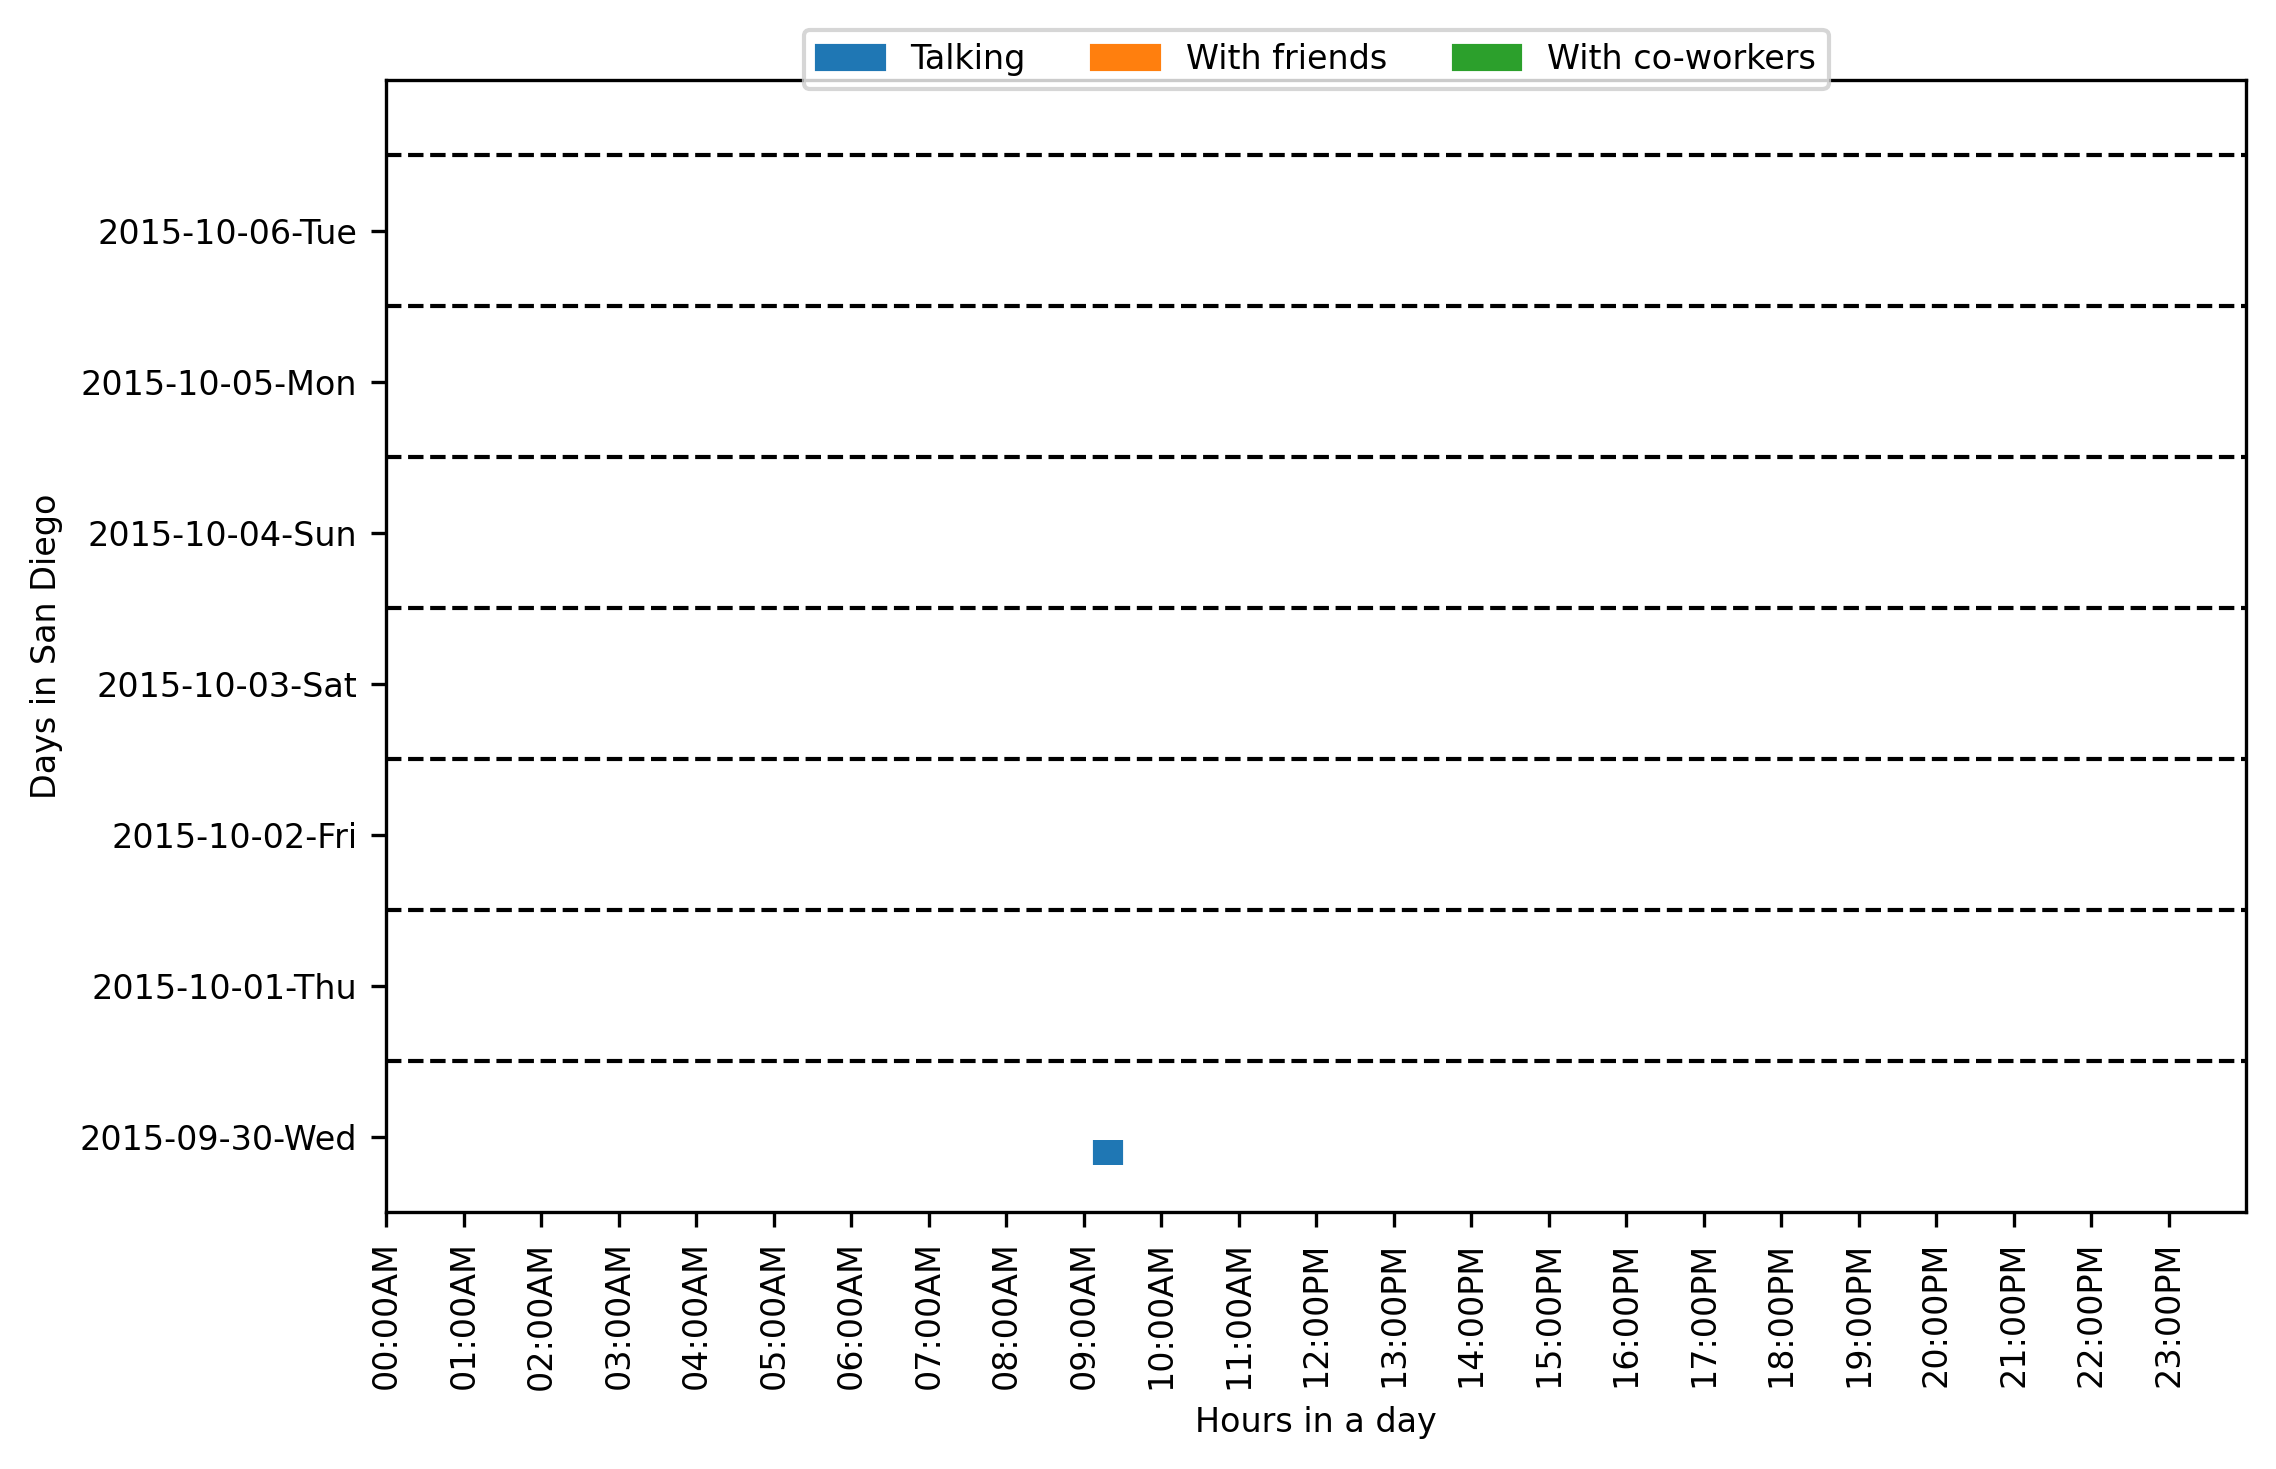 Talking With friends With co-workers
2015-10-06-Tue
2015-10-05-Mon
2015-10-04-Sun
2015-10-03-Sat
2015-10-02-Fri
2015-10-01-Thu
2015-09-30-Wed
Days in San Diego
00:00AM
01:00AM
02:00AM
03:00AM
04:00AM
05:00AM
06:00AM
07:00AM
08:00AM
09:00AM
10:00AM
11:00AM
12:00PM
13:00PM
14:00PM
15:00PM
16:00PM
17:00PM
18:00PM
19:00PM
20:00PM
21:00PM
22:00PM
23:00PM
Hours in a day